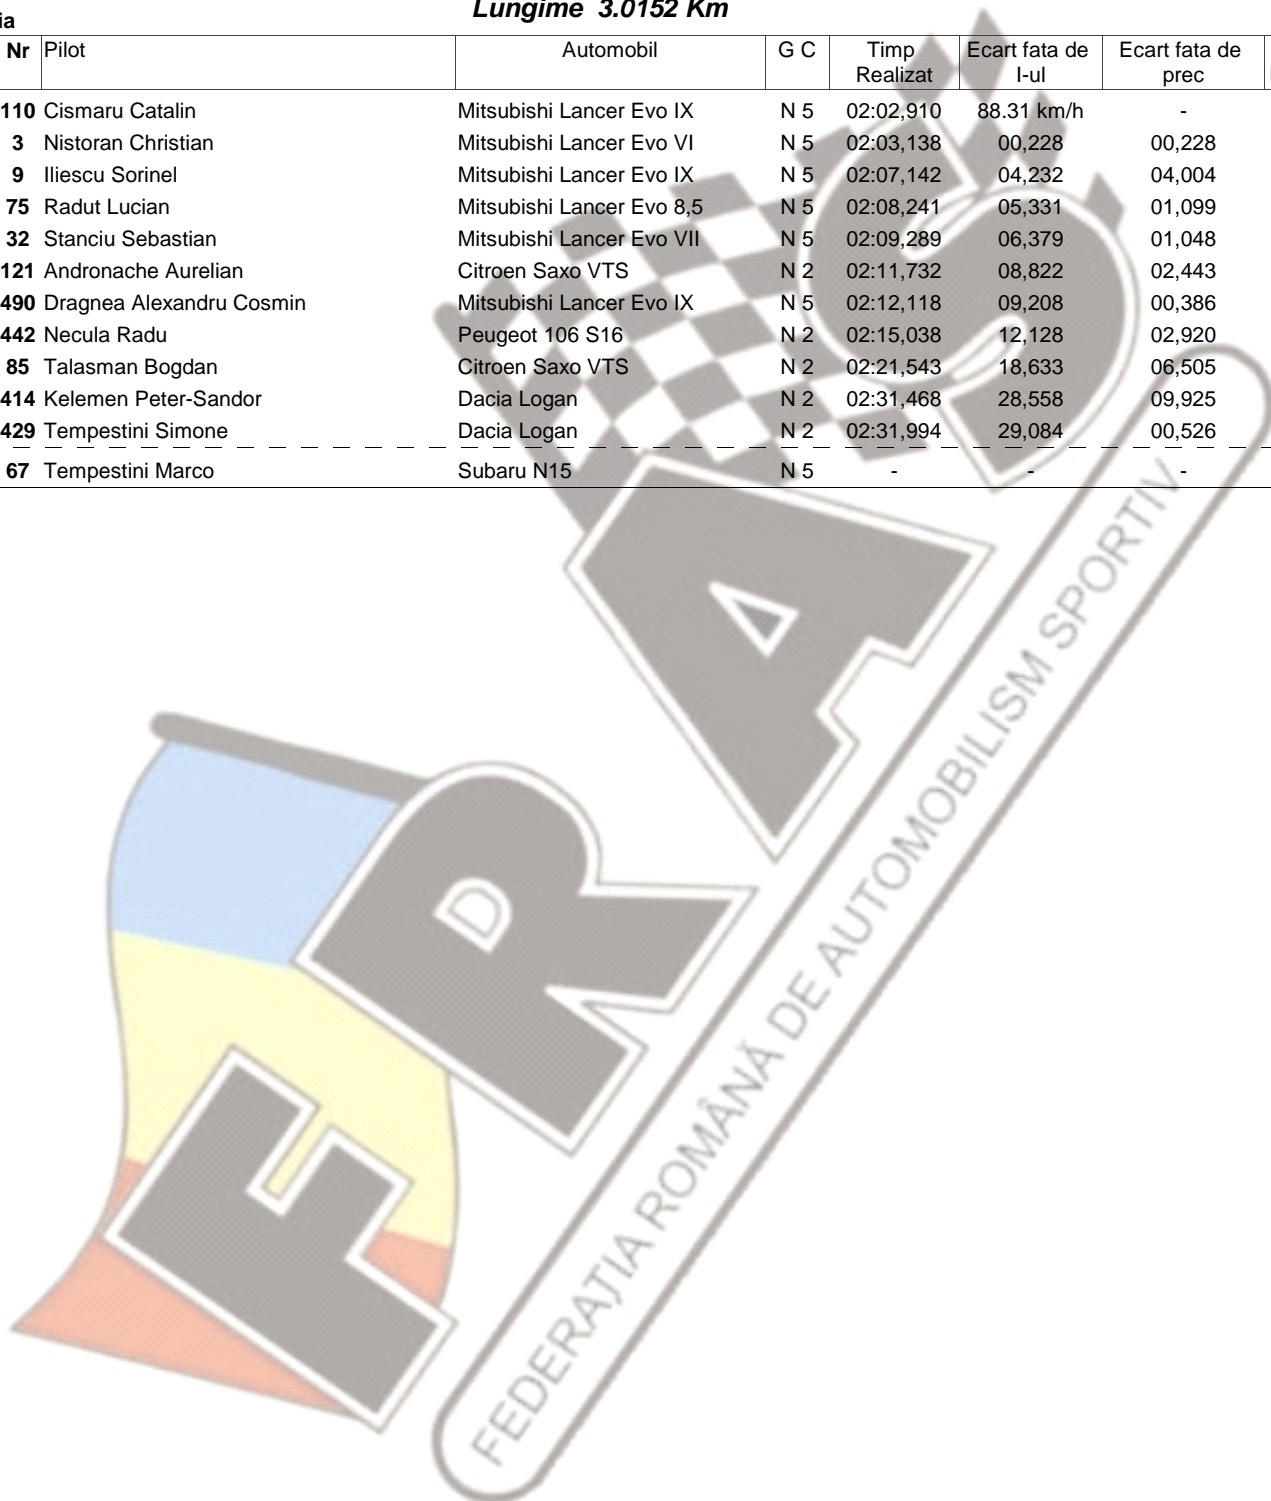 Lungime 3.0152 Km
ia
Nr Pilot Automobil G C Timp Realizat Ecart fata de I-ul Ecart fata de prec
110 Cismaru Catalin Mitsubishi Lancer Evo IX N 5 02:02,910 88.31 km/h -
3 Nistoran Christian Mitsubishi Lancer Evo VI N 5 02:03,138 00,228 00,228
9 Iliescu Sorinel Mitsubishi Lancer Evo IX N 5 02:07,142 04,232 04,004
75 Radut Lucian Mitsubishi Lancer Evo 8,5 N 5 02:08,241 05,331 01,099
32 Stanciu Sebastian Mitsubishi Lancer Evo VII N 5 02:09,289 06,379 01,048
121 Andronache Aurelian Citroen Saxo VTS N 2 02:11,732 08,822 02,443
490 Dragnea Alexandru Cosmin Mitsubishi Lancer Evo IX N 5 02:12,118 09,208 00,386
442 Necula Radu Peugeot 106 S16 N 2 02:15,038 12,128 02,920
85 Talasman Bogdan Citroen Saxo VTS N 2 02:21,543 18,633 06,505
414 Kelemen Peter-Sandor Dacia Logan N 2 02:31,468 28,558 09,925
429 Tempestini Simone Dacia Logan N 2 02:31,994 29,084 00,526
67 Tempestini Marco Subaru N15 N 5 - - -
FRAS
FEDERAŢIA ROMÂNĂ DE AUTOMOBILISM SPORTIV